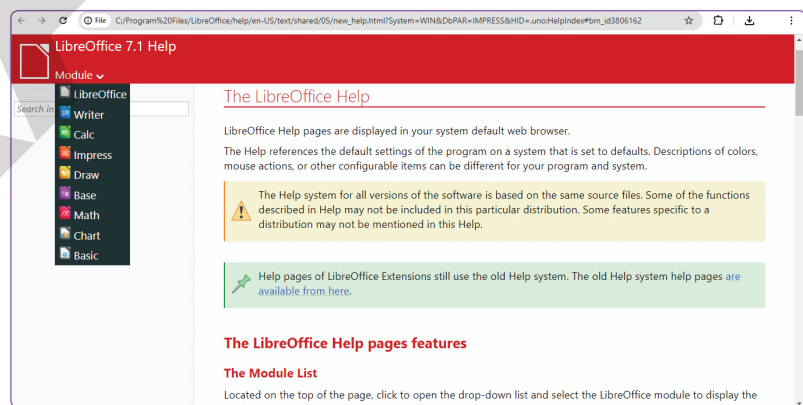 File C:/Program%20Files/LibreOffice/help/en-US/text/shared/05/new_help.html?System=WIN&DbPAR=IMPRESS&HID=.uno:HelpIndex#bm_id3806162
LibreOffice 7.1 Help
Module
LibreOffice
Writer
Calc
Impress
Draw
Base
Math
Chart
Basic
Search in
The LibreOffice Help
LibreOffice Help pages are displayed in your system default web browser.
The Help references the default settings of the program on a system that is set to defaults. Descriptions of colors,
mouse actions, or other configurable items can be different for your program and system.
The Help system for all versions of the software is based on the same source files. Some of the functions
described in Help may not be included in this particular distribution. Some features specific to a
distribution may not be mentioned in this Help.
Help pages of LibreOffice Extensions still use the old Help system. The old Help system help pages are
available from here.
The LibreOffice Help pages features
The Module List
Located on the top of the page, click to open the drop-down list and select the LibreOffice module to display the